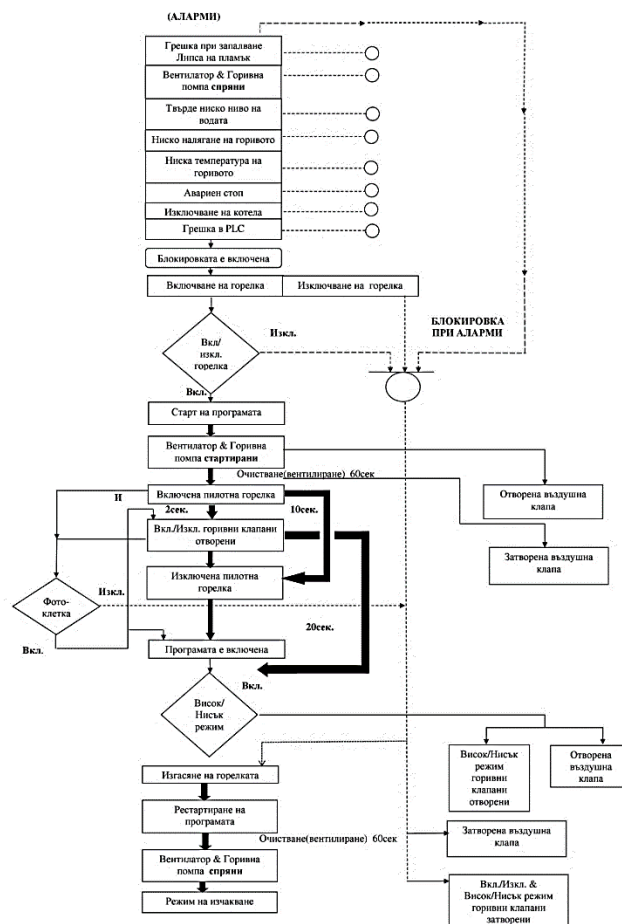 (АЛАРМИ)
Грешка при запалване
Липса на пламък
Вентилатор & Горивна
помпа спряни
Твърде ниско ниво на
водата
Ниско налягане на горивото
Ниска температура на
горивото
Авариен стоп
Изключване на котела
Грешка в PLC
Блокировката е включена
Включване на горелка
Изключване на горелка
БЛОКИРОВКА
ПРИ АЛАРМИ
Вкл/
изкл.
горелка
Изкл.
Вкл.
Старт на програмата
Вентилатор & Горивна
помпа стартирани
Очистване(вентилиране) 60сек
Отворена въздушна
клапа
Затворена въздушна
клапа
И
Включена пилотна горелка
2сек.
10сек.
Вкл./Изкл. горивни клапани
отворени
Изключена пилотна
горелка
Фото-
клетка
Изкл.
Вкл.
20сек.
Програмата е включена
Вкл.
Висок/
Нисък
режим
Висок/Нисък
режим
горивни
клапани
отворени
Отворена
въздушна
клапа
Изгасяне на горелката
Рестартиране на
програмата
Очистване(вентилиране) 60сек
Затворена въздушна
клапа
Вентилатор & Горивна
помпа спряни
Режим на изчакване
Вкл./Изкл. &
Висок/Нисък режим
горивни клапани
затворени